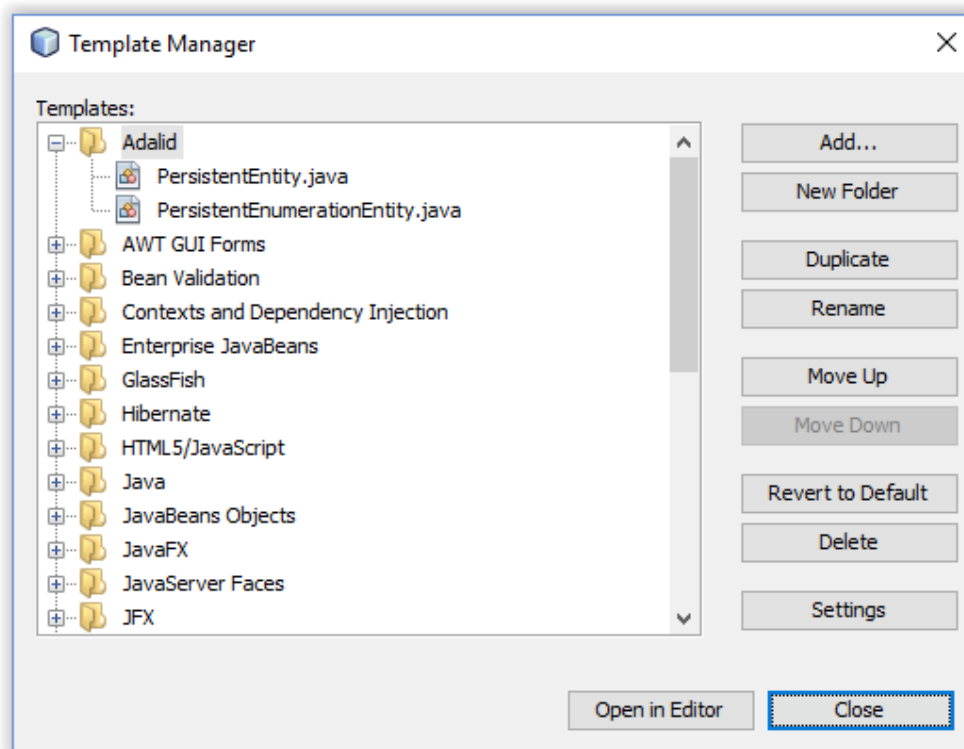 Template Manager
Templates:
Adalid
PersistentEntity.java
PersistentEnumerationEntity.java
AWT GUI Forms
Bean Validation
Contexts and Dependency Injection
Enterprise JavaBeans
GlassFish
Hibernate
HTML5/JavaScript
Java
JavaBeans Objects
JavaFX
JavaServer Faces
JFX
Add...
New Folder
Duplicate
Rename
Move Up
Move Down
Revert to Default
Delete
Settings
Open in Editor
Close